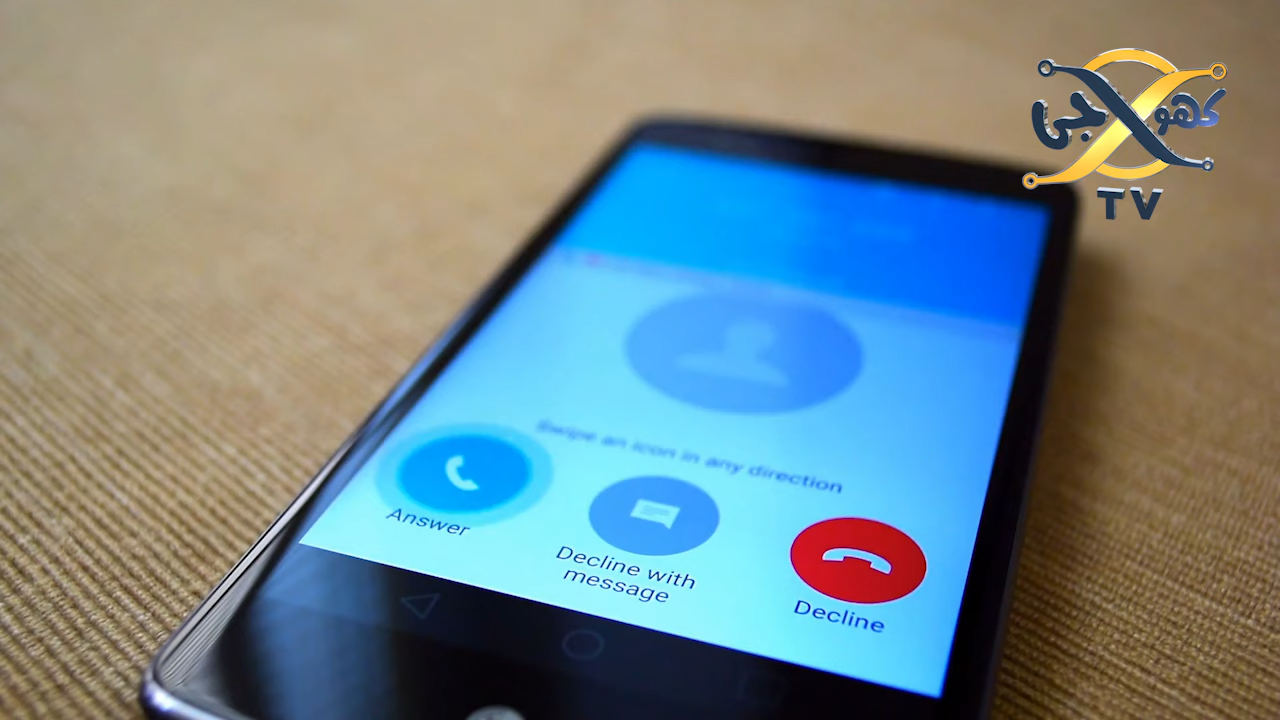 کھوجی
TV
Swipe an icon in any direction
Answer
Decline with
message
Decline